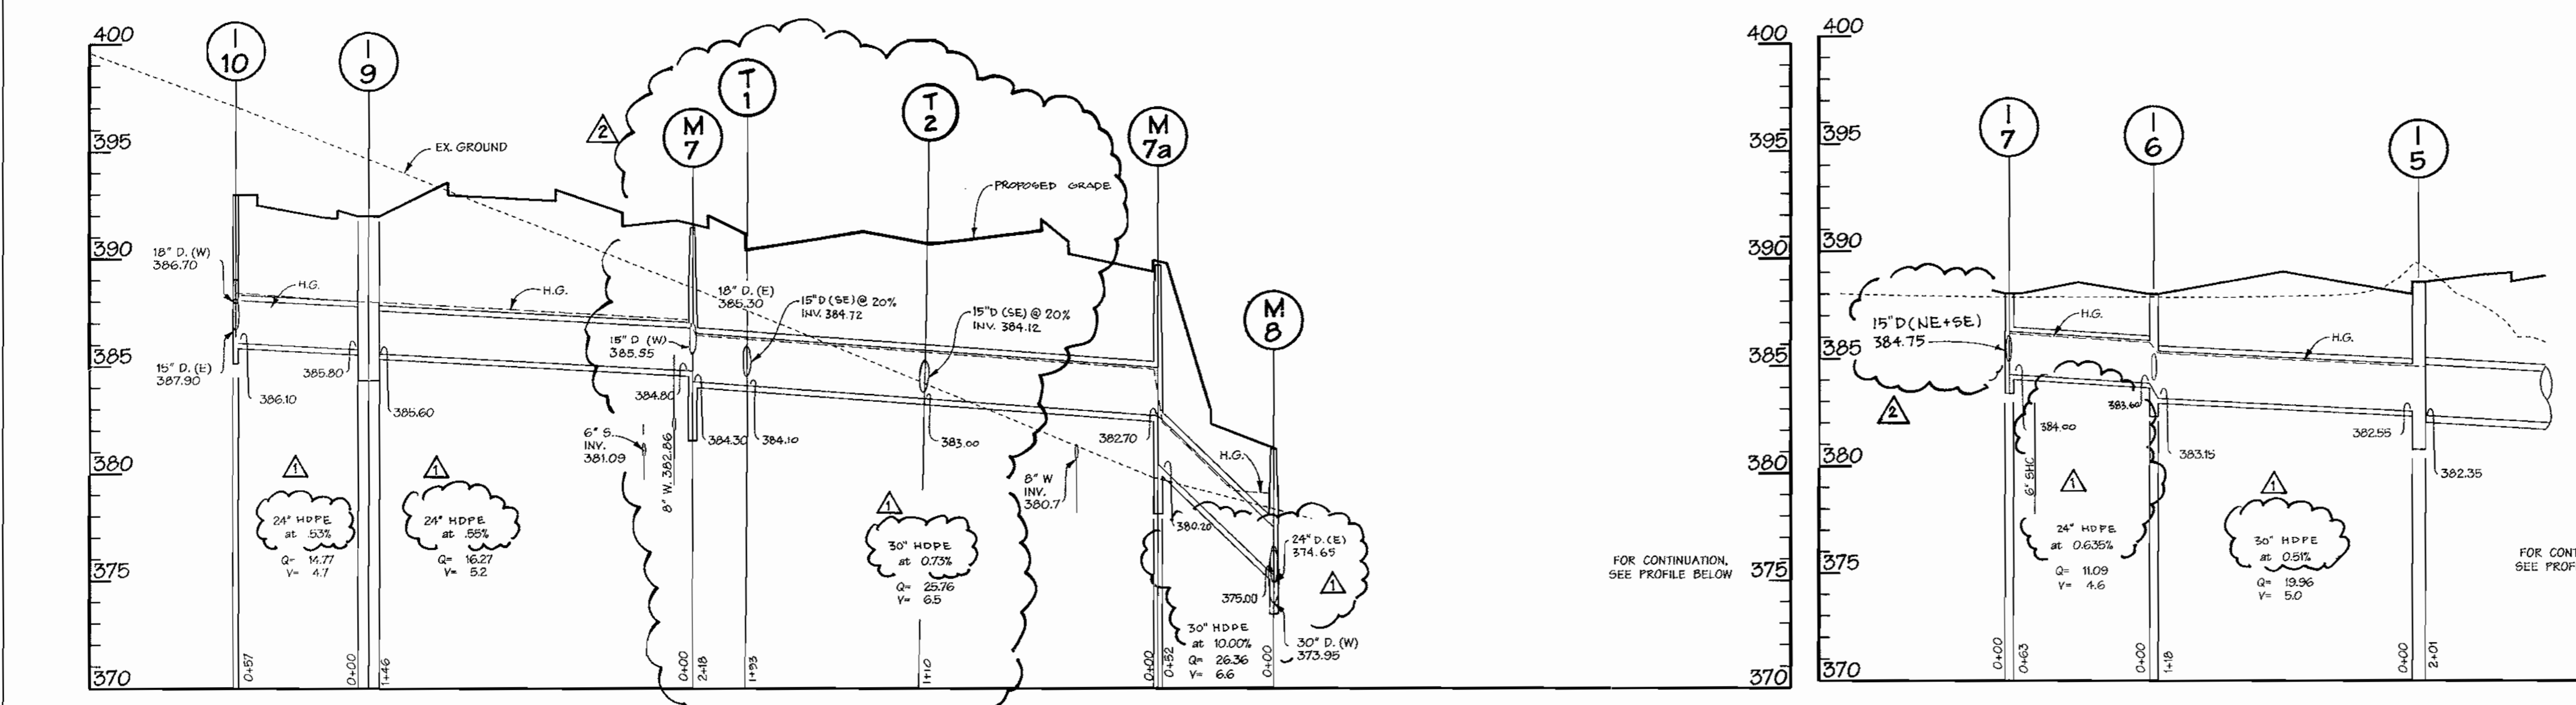 400
395
390
385
380
375
370
I
10
I
9
M
7
T
1
T
2
M
7a
M
8
2
EX. GROUND
PROPOSED GRADE
18" D. (W)
386.70
15" D. (E)
387.90
H.G.
H.G.
386.10
385.80
385.60
18" D. (E)
385.30
15"D (SE) @ 20%
INV. 384.72
15"D (SE) @ 20%
INV. 384.12
15" D (W)
385.55
384.80
384.30
384.10
383.00
382.70
6" S.
INV.
381.09
8" W. 382.86
8" W
INV.
380.7
H.G.
380.20
24" D. (E)
374.65
1
375.00
30" D. (W)
373.95
1
24" HDPE
at .53%
Q= 14.77
V= 4.7
1
24" HDPE
at .55%
Q= 16.27
V= 5.2
1
30" HDPE
at 0.73%
Q= 25.76
V= 6.5
30" HDPE
at 10.00%
Q= 26.36
V= 6.6
0+57
0+00
1+46
0+00
2+18
1+93
1+10
0+00
0+52
0+00
FOR CONTINUATION,
SEE PROFILE BELOW
400
395
390
385
380
375
370
400
395
390
385
380
375
370
I
7
I
6
I
5
15"D(NE+SE)
384.75
2
H.G.
H.G.
384.00
383.60
383.15
382.55
382.35
6" SHC
1
24" HDPE
at 0.635%
Q= 11.09
V= 4.6
1
30" HDPE
at 0.51%
Q= 19.96
V= 5.0
0+00
0+63
0+00
1+18
0+00
2+01
FOR CONT
SEE PROF